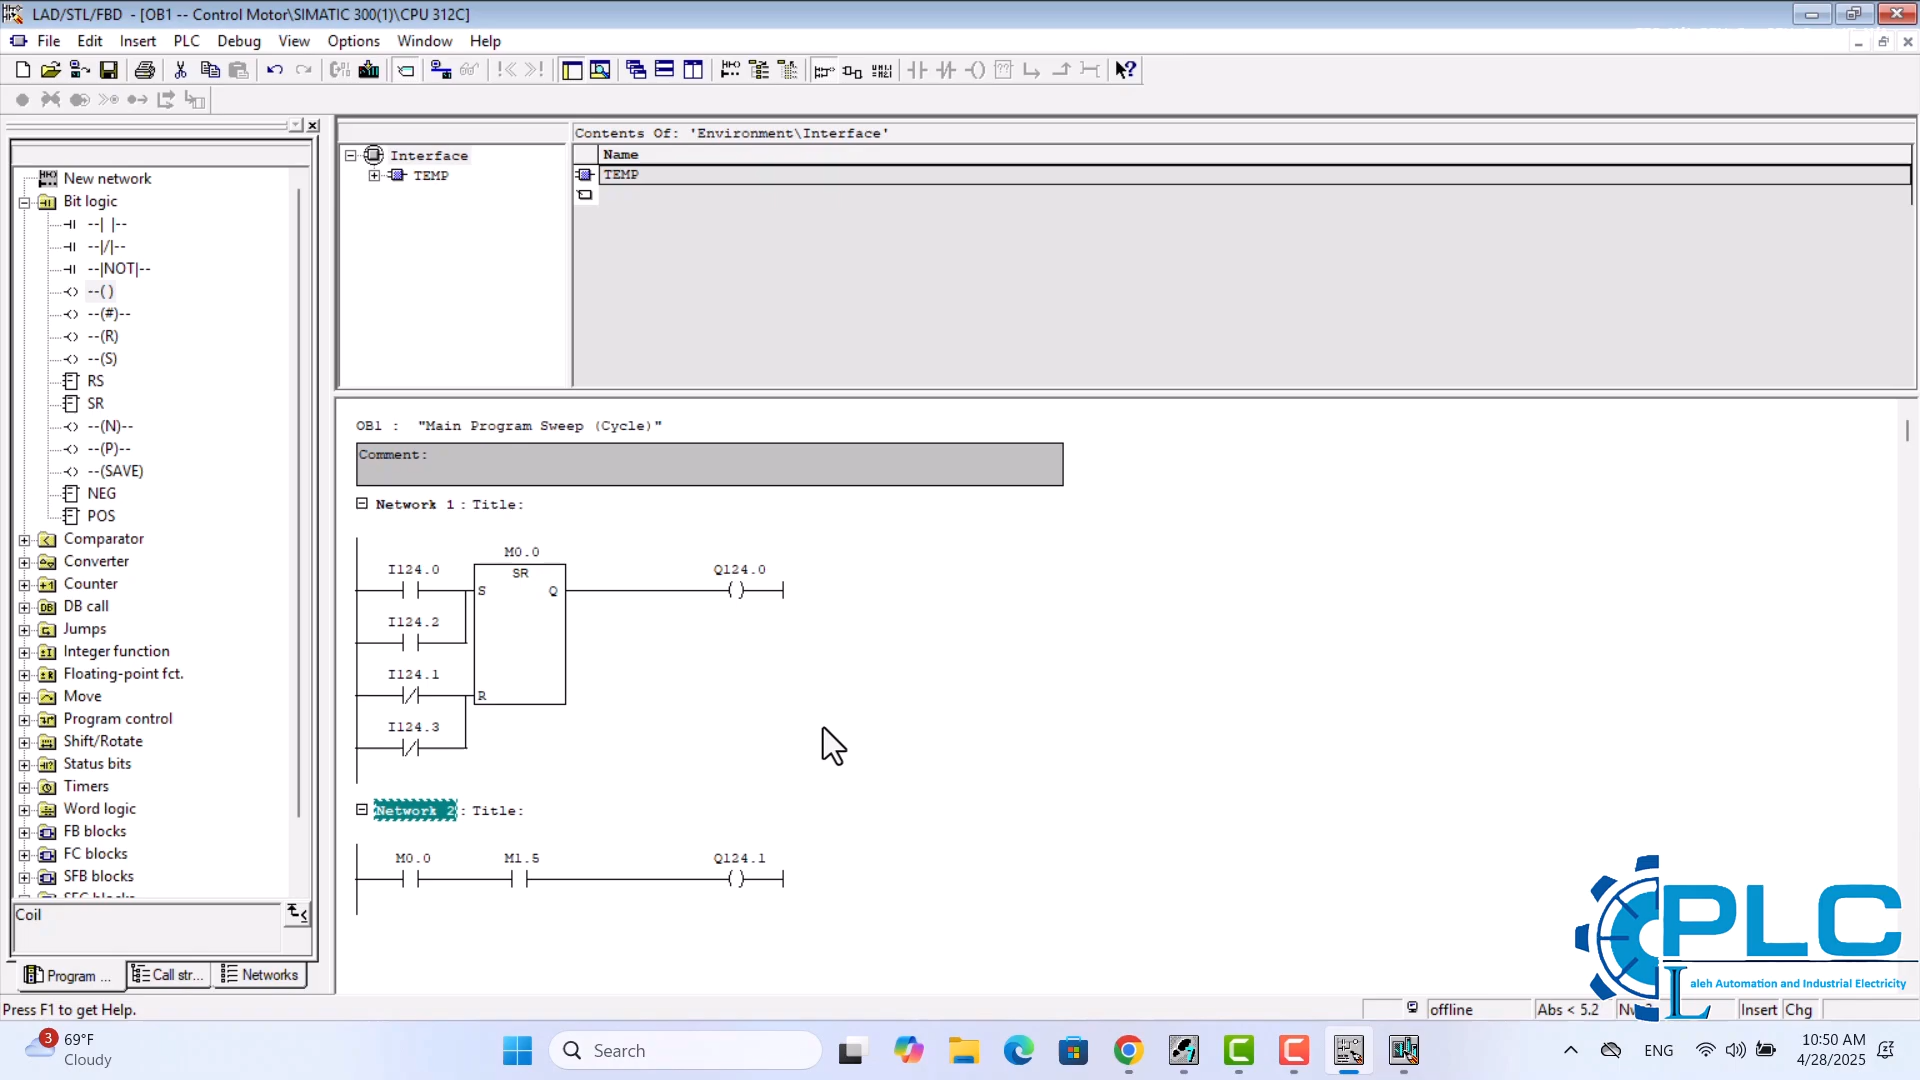 LAD/STL/FBD - [OB1 -- Control Motor\SIMATIC 300(1)\CPU 312C]
File Edit Insert PLC Debug View Options Window Help
Contents Of: 'Environment\Interface'
Interface
TEMP
Name
TEMP
New network
Bit logic
--| |--
--|/|--
--|NOT|--
--( )
--(#)--
--(R)
--(S)
RS
SR
--(N)--
--(P)--
--(SAVE)
NEG
POS
Comparator
Converter
Counter
DB call
Jumps
Integer function
Floating-point fct.
Move
Program control
Shift/Rotate
Status bits
Timers
Word logic
FB blocks
FC blocks
SFB blocks
Coil
Program ... Call str... Networks
OB1 : "Main Program Sweep (Cycle)"
Comment:
Network 1 : Title:
M0.0
I124.0 SR Q124.0
S Q
I124.2
I124.1
R
I124.3
Network 2 : Title:
M0.0 M1.5 Q124.1
PLC
Laleh Automation and Industrial Electricity
Press F1 to get Help.
offline Abs < 5.2 Insert Chg
3
69°F
Cloudy
Search
ENG
10:50 AM
4/28/2025